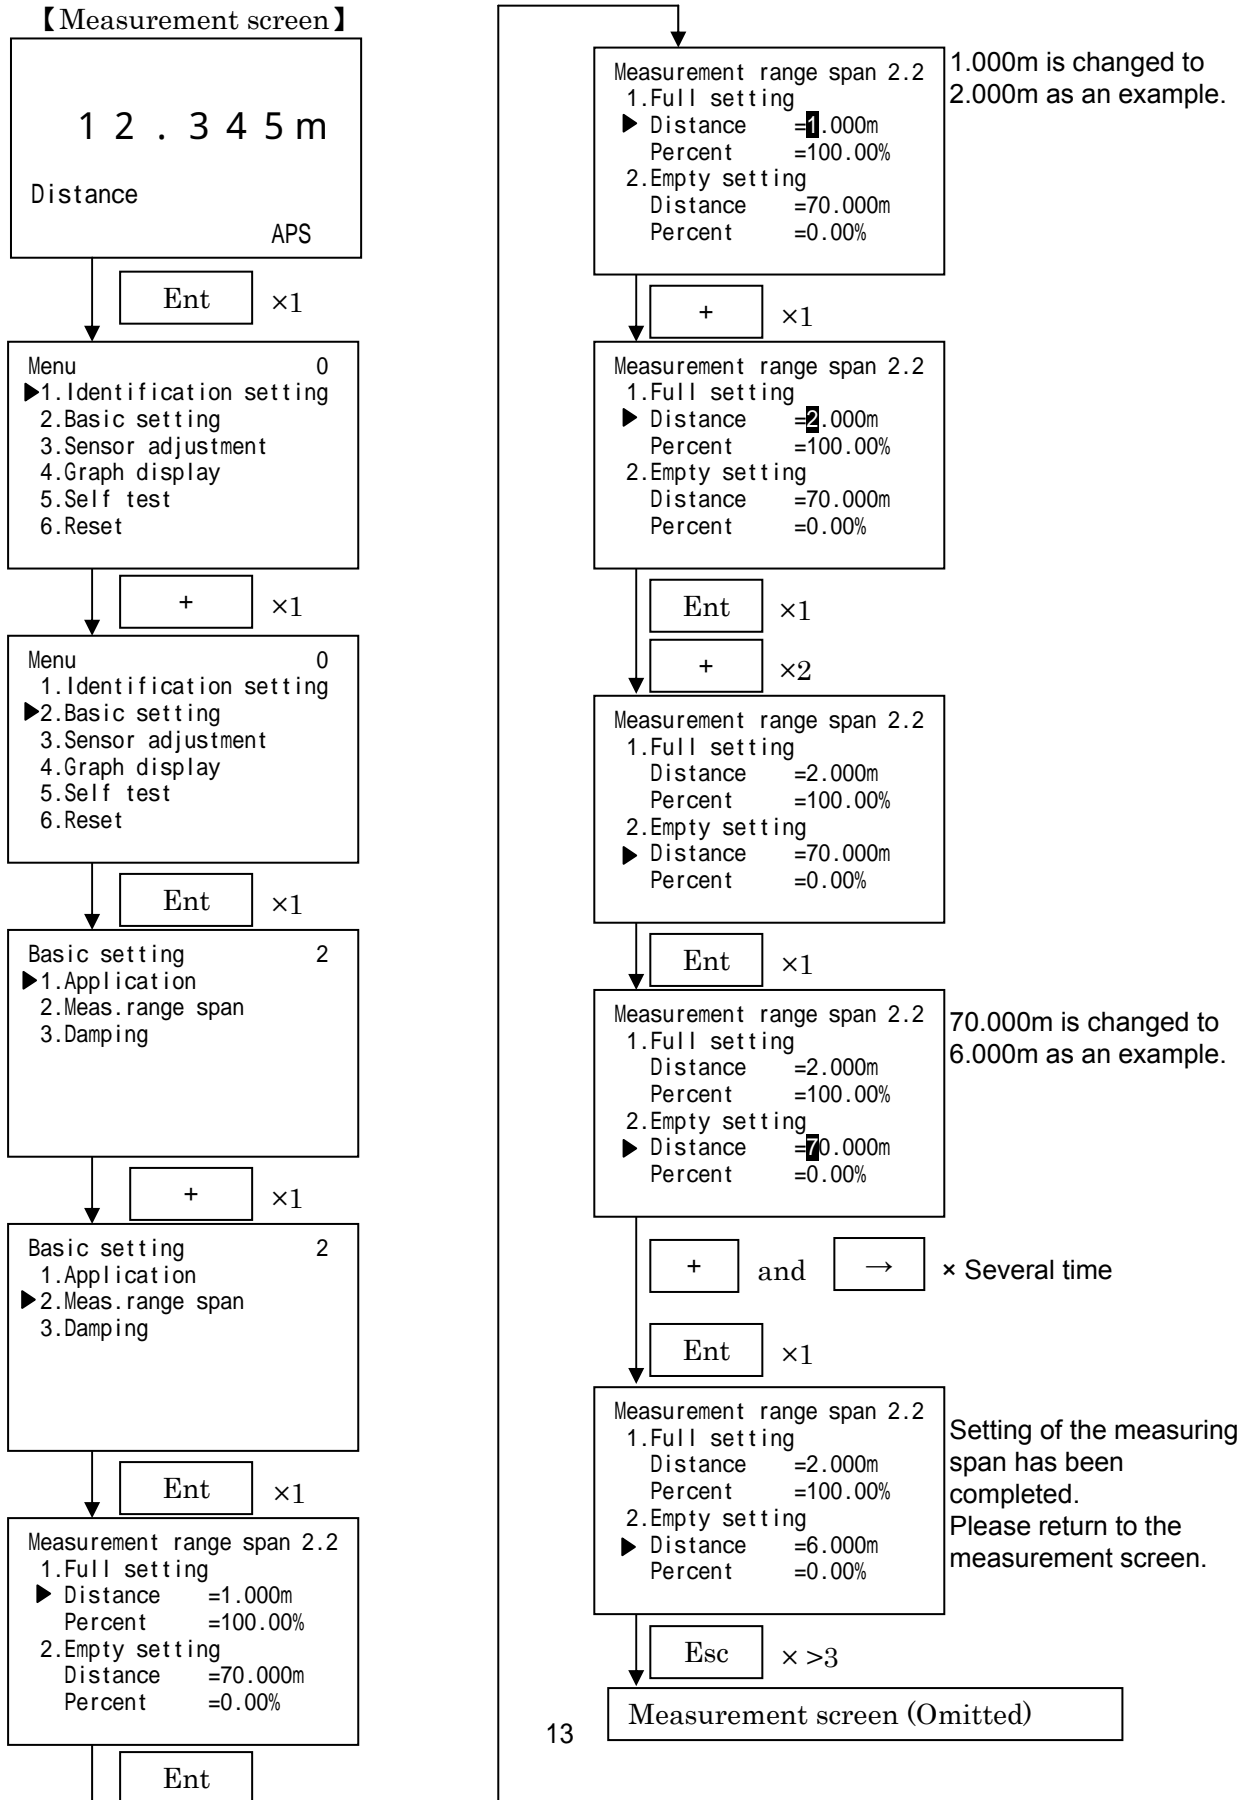 【Measurement screen】
12.345m
Distance
APS
Ent ×1
Menu 0
▶1.Identification setting
2.Basic setting
3.Sensor adjustment
4.Graph display
5.Self test
6.Reset
+ ×1
Menu 0
1.Identification setting
▶2.Basic setting
3.Sensor adjustment
4.Graph display
5.Self test
6.Reset
Ent ×1
Basic setting 2
▶1.Application
2.Meas.range span
3.Damping
+ ×1
Basic setting 2
1.Application
▶2.Meas.range span
3.Damping
Ent ×1
Measurement range span 2.2
1.Full setting
▶ Distance =1.000m
Percent =100.00%
2.Empty setting
Distance =70.000m
Percent =0.00%
Ent
Measurement range span 2.2
1.Full setting
▶ Distance =1.000m
Percent =100.00%
2.Empty setting
Distance =70.000m
Percent =0.00%
1.000m is changed to
2.000m as an example.
+ ×1
Measurement range span 2.2
1.Full setting
▶ Distance =2.000m
Percent =100.00%
2.Empty setting
Distance =70.000m
Percent =0.00%
Ent ×1
+ ×2
Measurement range span 2.2
1.Full setting
Distance =2.000m
Percent =100.00%
2.Empty setting
▶ Distance =70.000m
Percent =0.00%
Ent ×1
Measurement range span 2.2
1.Full setting
Distance =2.000m
Percent =100.00%
2.Empty setting
▶ Distance =70.000m
Percent =0.00%
70.000m is changed to
6.000m as an example.
+ and → × Several time
Ent ×1
Measurement range span 2.2
1.Full setting
Distance =2.000m
Percent =100.00%
2.Empty setting
▶ Distance =6.000m
Percent =0.00%
Setting of the measuring
span has been
completed.
Please return to the
measurement screen.
Esc × >3
Measurement screen (Omitted)
13